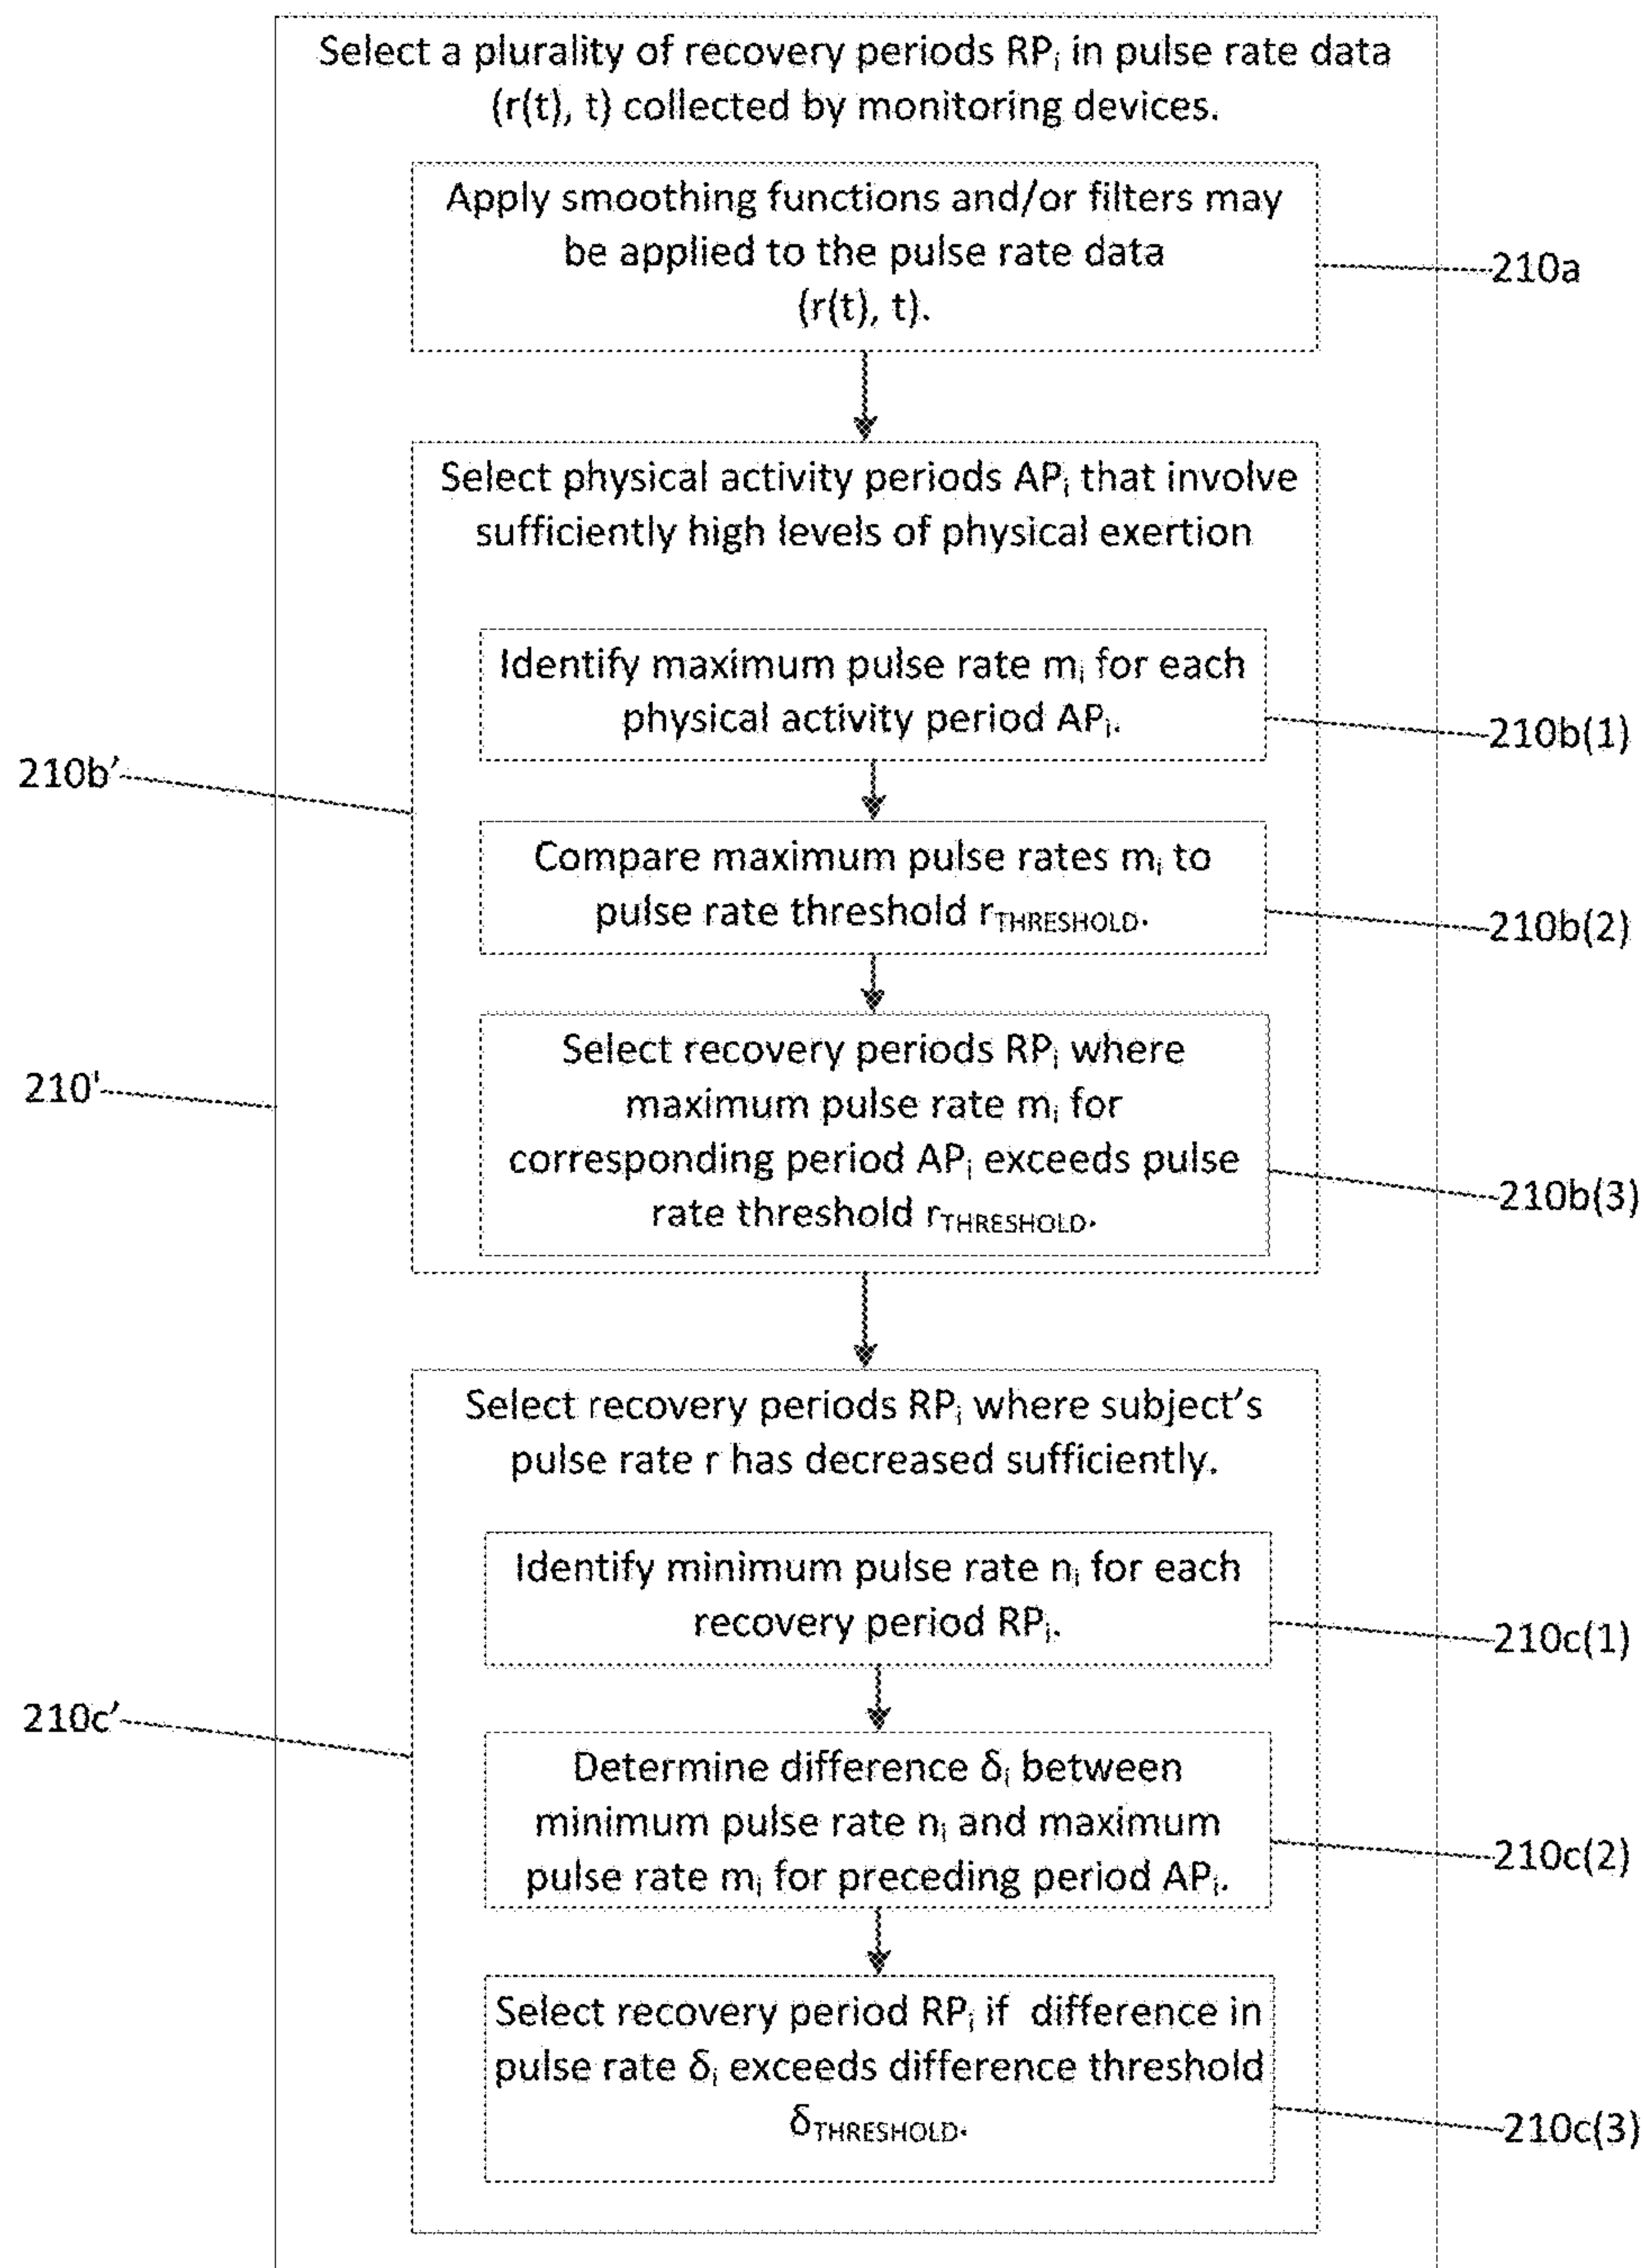 Select a plurality of recovery periods RPᵢ in pulse rate data
(r(t), t) collected by monitoring devices.
Apply smoothing functions and/or filters may
be applied to the pulse rate data
(r(t), t).
210a
Select physical activity periods APᵢ that involve
sufficiently high levels of physical exertion
Identify maximum pulse rate mᵢ for each
physical activity period APᵢ.
210b(1)
210b’
Compare maximum pulse rates mᵢ to
pulse rate threshold r_THRESHOLD.
210b(2)
Select recovery periods RPᵢ where
maximum pulse rate mᵢ for
corresponding period APᵢ exceeds pulse
rate threshold r_THRESHOLD.
210b(3)
210'
Select recovery periods RPᵢ where subject’s
pulse rate r has decreased sufficiently.
Identify minimum pulse rate nᵢ for each
recovery period RPᵢ.
210c(1)
210c’
Determine difference δᵢ between
minimum pulse rate nᵢ and maximum
pulse rate mᵢ for preceding period APᵢ.
210c(2)
Select recovery period RPᵢ if difference in
pulse rate δᵢ exceeds difference threshold
δ_THRESHOLD.
210c(3)